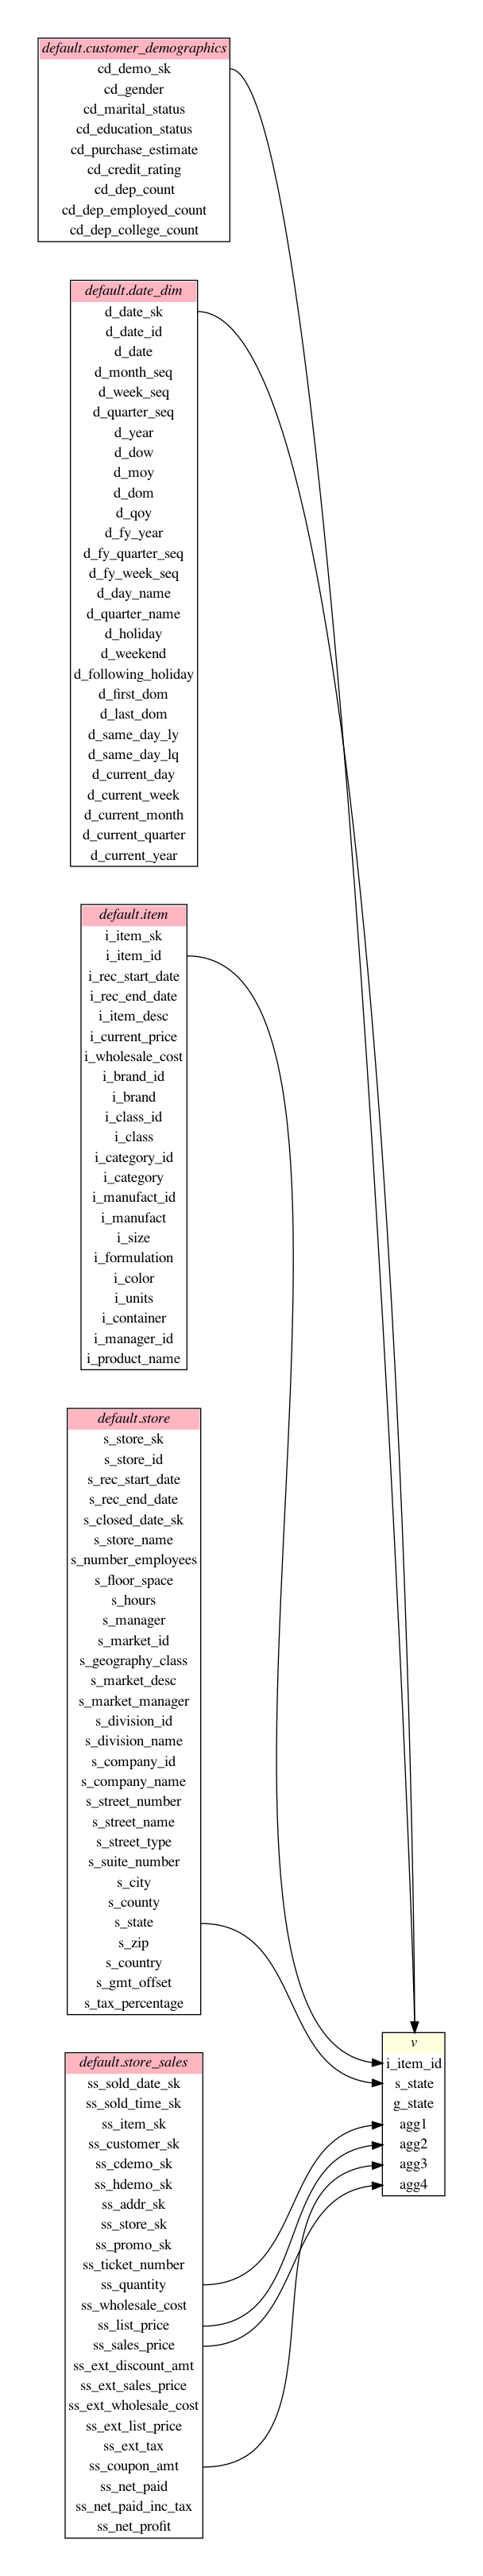 default.customer_demographics
cd_demo_sk
cd_gender
cd_marital_status
cd_education_status
cd_purchase_estimate
cd_credit_rating
cd_dep_count
cd_dep_employed_count
cd_dep_college_count
default.date_dim
d_date_sk
d_date_id
d_date
d_month_seq
d_week_seq
d_quarter_seq
d_year
d_dow
d_moy
d_dom
d_qoy
d_fy_year
d_fy_quarter_seq
d_fy_week_seq
d_day_name
d_quarter_name
d_holiday
d_weekend
d_following_holiday
d_first_dom
d_last_dom
d_same_day_ly
d_same_day_lq
d_current_day
d_current_week
d_current_month
d_current_quarter
d_current_year
default.item
i_item_sk
i_item_id
i_rec_start_date
i_rec_end_date
i_item_desc
i_current_price
i_wholesale_cost
i_brand_id
i_brand
i_class_id
i_class
i_category_id
i_category
i_manufact_id
i_manufact
i_size
i_formulation
i_color
i_units
i_container
i_manager_id
i_product_name
default.store
s_store_sk
s_store_id
s_rec_start_date
s_rec_end_date
s_closed_date_sk
s_store_name
s_number_employees
s_floor_space
s_hours
s_manager
s_market_id
s_geography_class
s_market_desc
s_market_manager
s_division_id
s_division_name
s_company_id
s_company_name
s_street_number
s_street_name
s_street_type
s_suite_number
s_city
s_county
s_state
s_zip
s_country
s_gmt_offset
s_tax_percentage
default.store_sales
ss_sold_date_sk
ss_sold_time_sk
ss_item_sk
ss_customer_sk
ss_cdemo_sk
ss_hdemo_sk
ss_addr_sk
ss_store_sk
ss_promo_sk
ss_ticket_number
ss_quantity
ss_wholesale_cost
ss_list_price
ss_sales_price
ss_ext_discount_amt
ss_ext_sales_price
ss_ext_wholesale_cost
ss_ext_list_price
ss_ext_tax
ss_coupon_amt
ss_net_paid
ss_net_paid_inc_tax
ss_net_profit
v
i_item_id
s_state
g_state
agg1
agg2
agg3
agg4